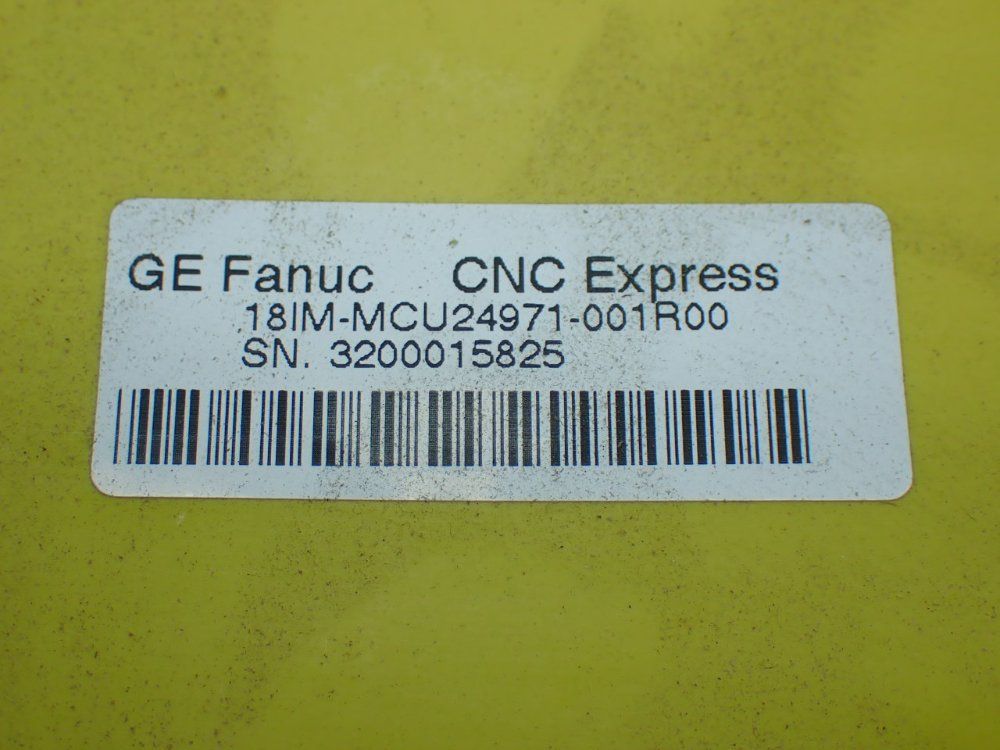 GE Fanuc CNC Express
18IM-MCU24971-001R00
SN. 3200015825